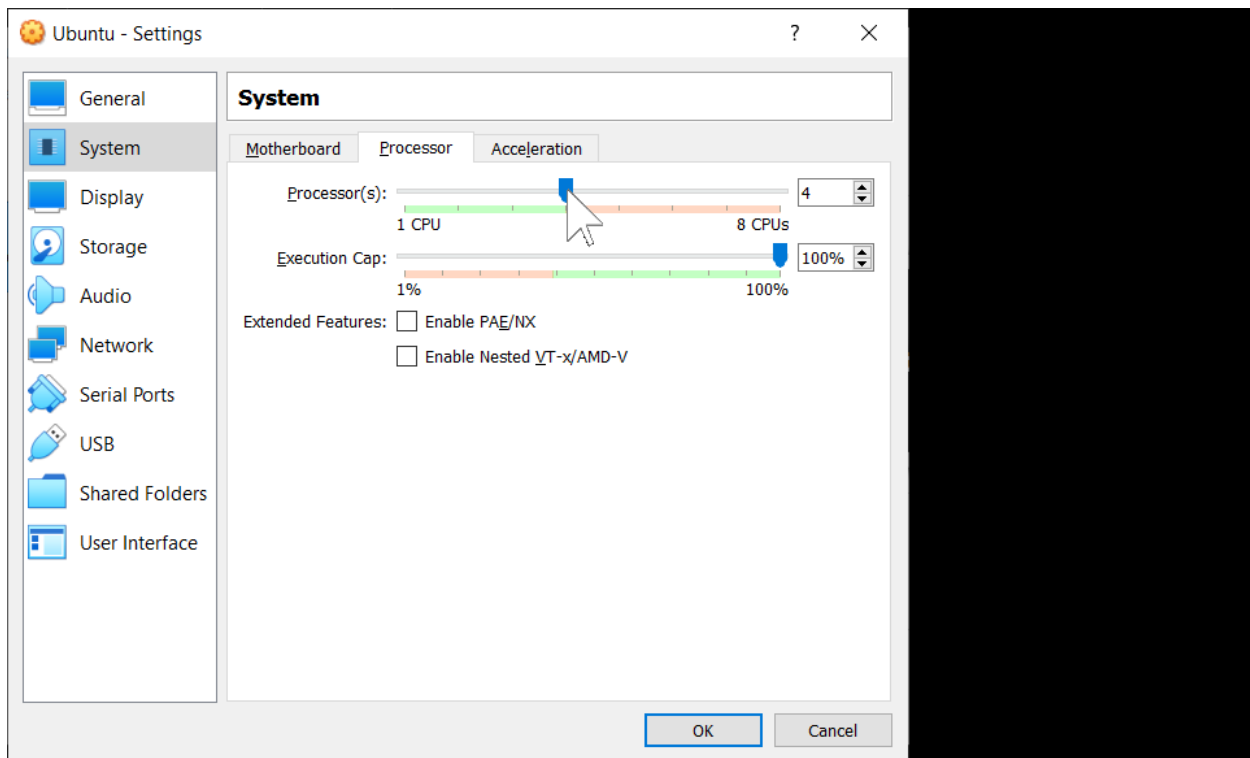 Ubuntu - Settings
?
General
System
Display
Storage
Audio
Network
Serial Ports
USB
Shared Folders
User Interface
System
Motherboard Processor Acceleration
Processor(s): 4
1 CPU 8 CPUs
Execution Cap: 100%
1% 100%
Extended Features: Enable PAE/NX
Enable Nested VT-x/AMD-V
OK Cancel